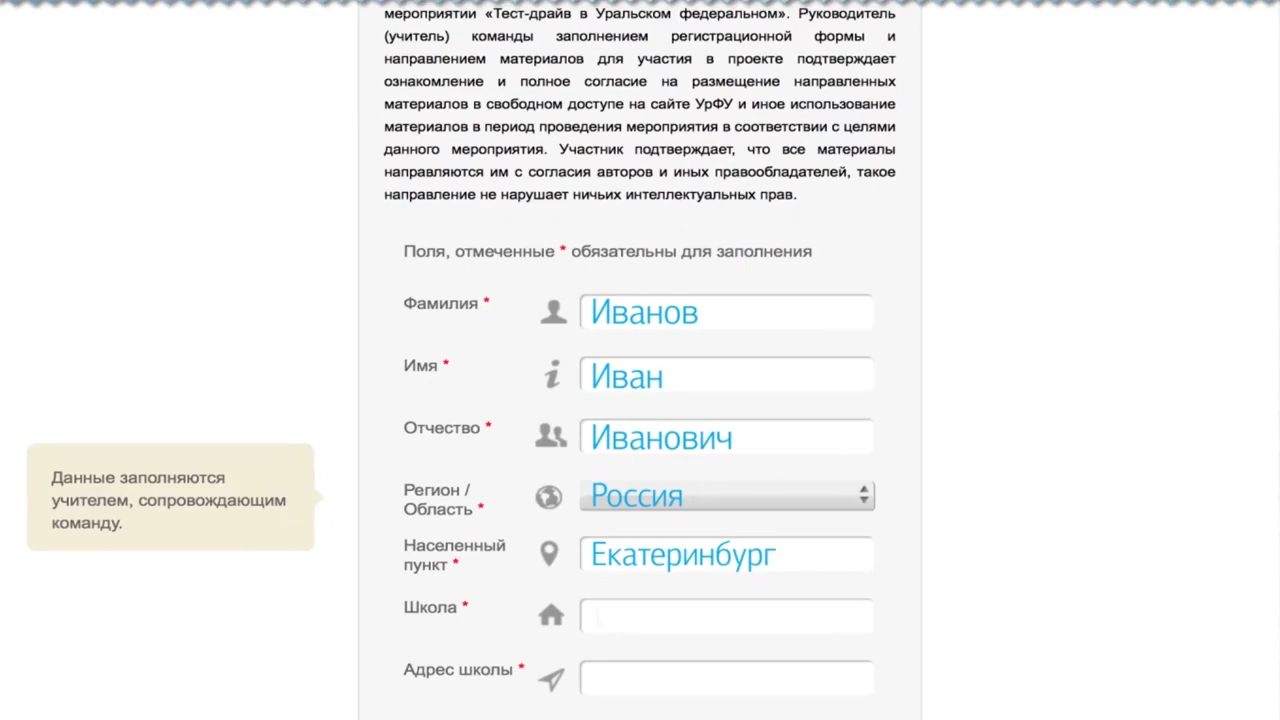 мероприятии «Тест-драйв в Уральском федеральном». Руководитель
(учитель) команды заполнением регистрационной формы и
направлением материалов для участия в проекте подтверждает
ознакомление и полное согласие на размещение направленных
материалов в свободном доступе на сайте УрФУ и иное использование
материалов в период проведения мероприятия в соответствии с целями
данного мероприятия. Участник подтверждает, что все материалы
направляются им с согласия авторов и иных правообладателей, такое
направление не нарушает ничьих интеллектуальных прав.
Поля, отмеченные * обязательны для заполнения
Фамилия * Иванов
Имя * Иван
Отчество * Иванович
Данные заполняются
учителем, сопровождающим
команду.
Регион /
Область * Россия
Населенный
пункт * Екатеринбург
Школа *
Адрес школы *